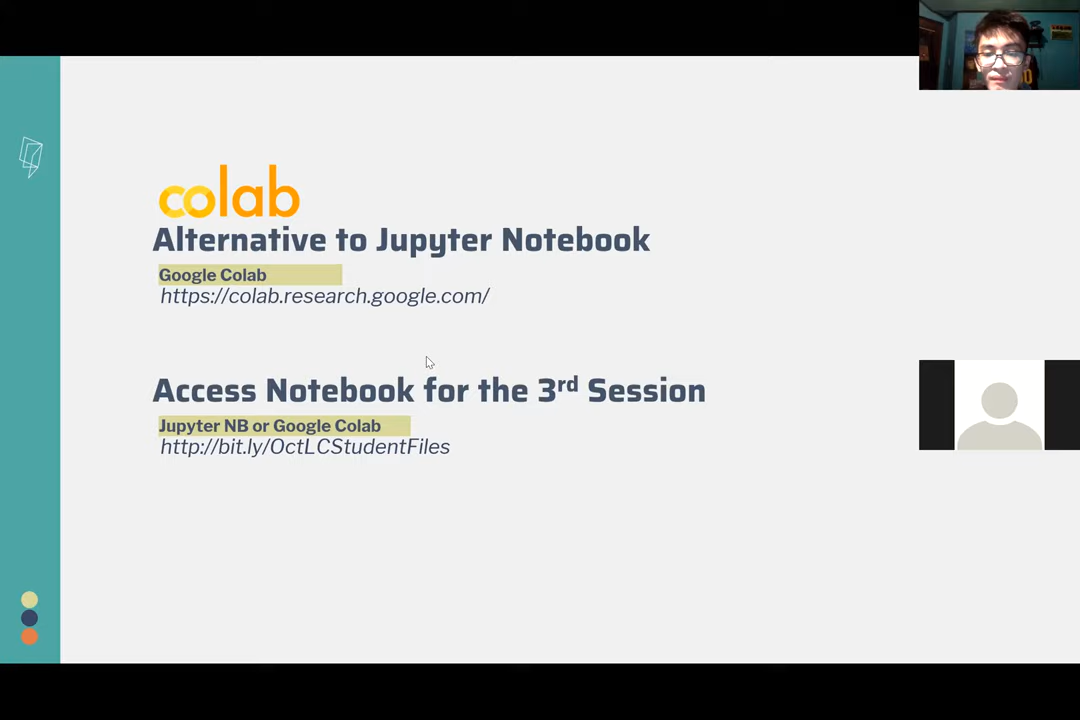 colab
Alternative to Jupyter Notebook
Google Colab
https://colab.research.google.com/
Access Notebook for the 3rd Session
Jupyter NB or Google Colab
http://bit.ly/OctLCStudentFiles